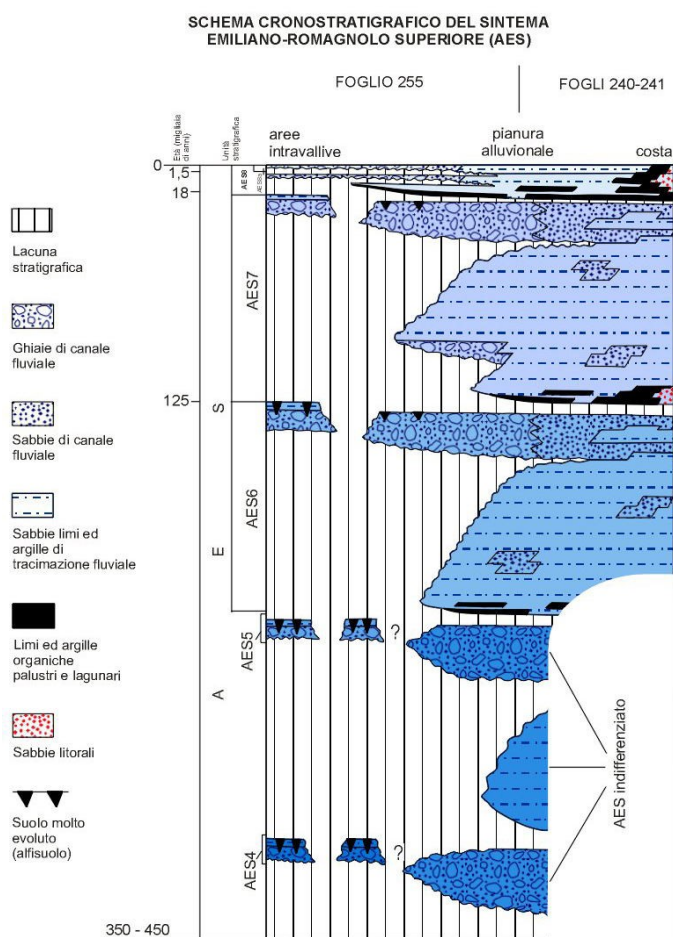 SCHEMA CRONOSTRATIGRAFICO DEL SINTEMA
EMILIANO-ROMAGNOLO SUPERIORE (AES)
FOGLIO 255
FOGLI 240-241
Età (migliaia
di anni)
Unità
stratigrafica
aree
intravallive
pianura
alluvionale
costa
0
1,5
18
125
350 - 450
AES8
AES7
AES6
AES5
AES4
S
E
A
?
?
AES indifferenziato
Lacuna
stratigrafica
Ghiaie di canale
fluviale
Sabbie di canale
fluviale
Sabbie limi ed
argille di
tracimazione fluviale
Limi ed argille
organiche
palustri e lagunari
Sabbie litorali
Suolo molto
evoluto
(alfisuolo)